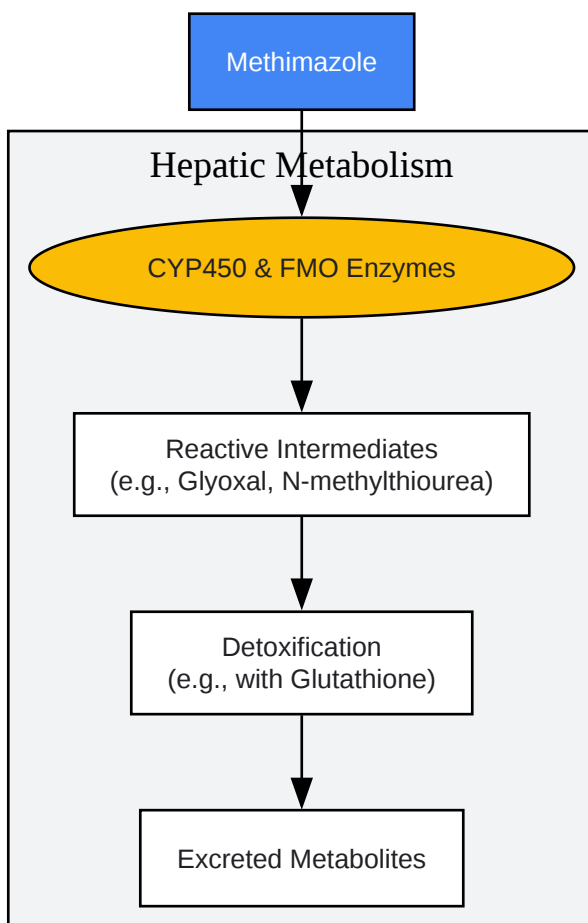 Methimazole
Hepatic Metabolism
CYP450 & FMO Enzymes
Reactive Intermediates
(e.g., Glyoxal, N-methylthiourea)
Detoxification
(e.g., with Glutathione)
Excreted Metabolites